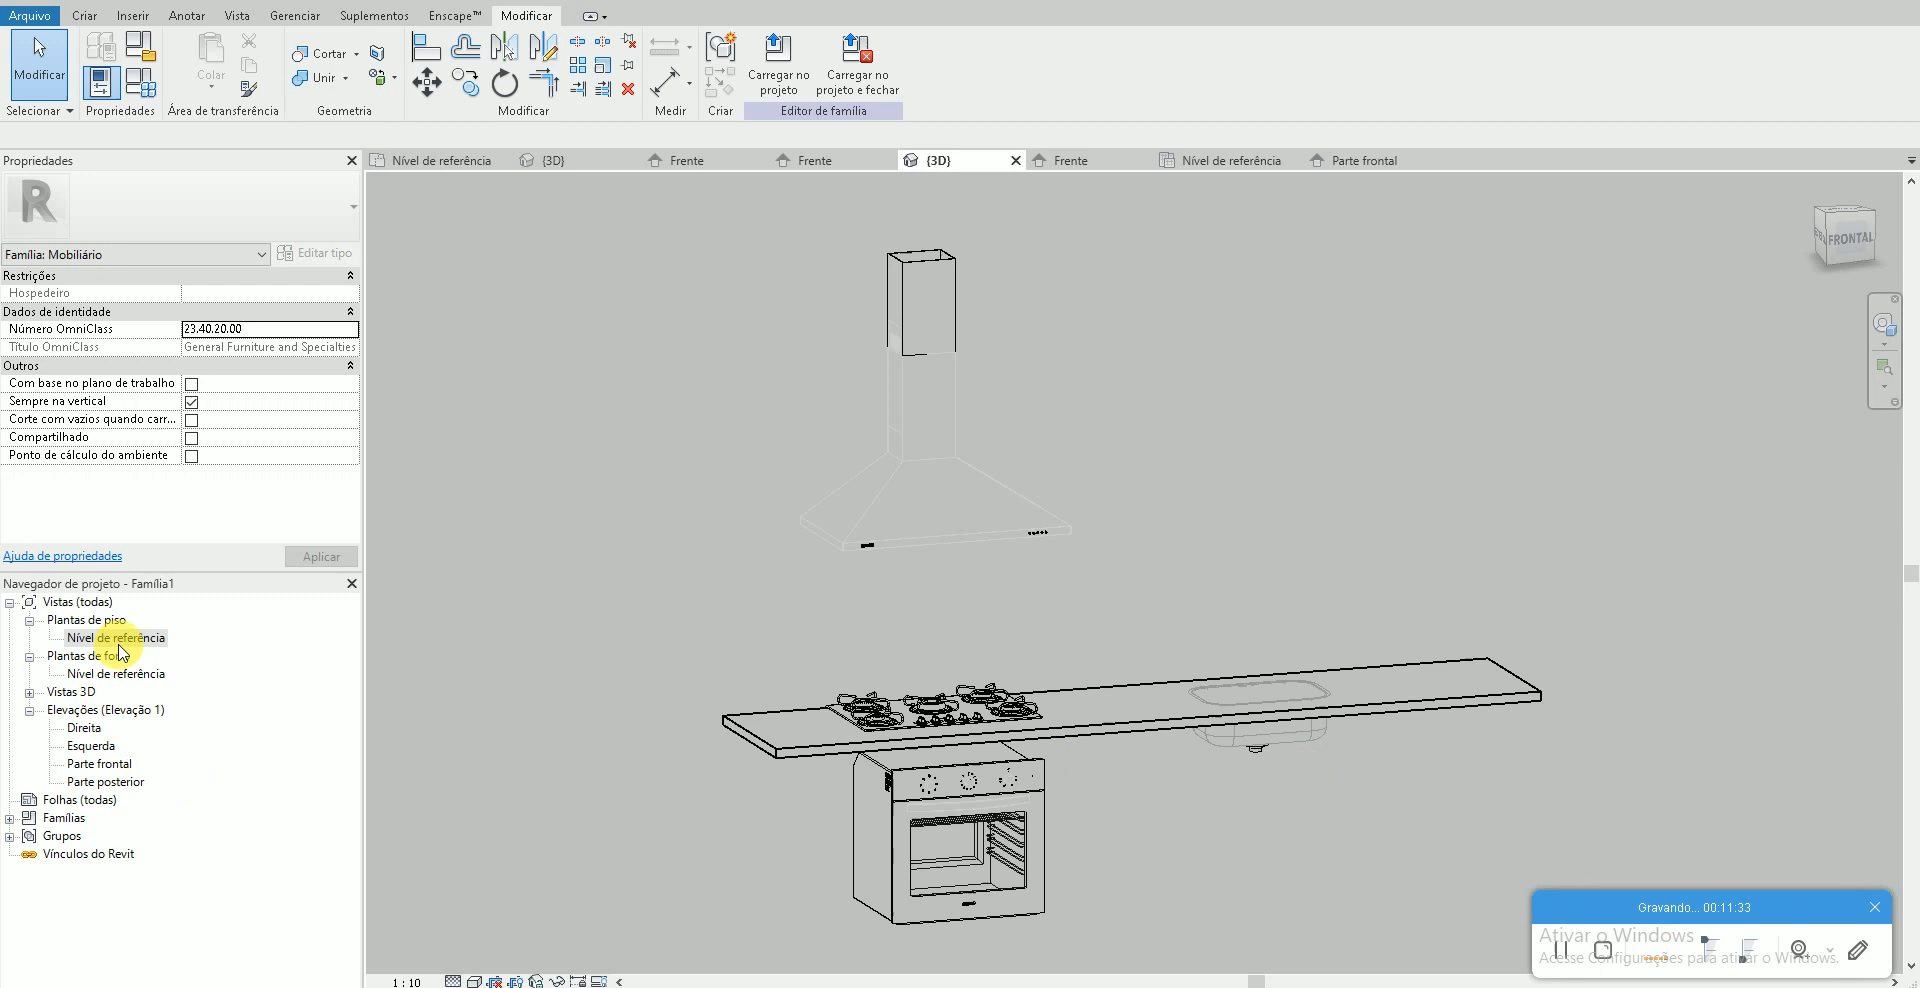 Arquivo Criar Inserir Anotar Vista Gerenciar Suplementos Enscape™ Modificar
Modificar
Selecionar
Propriedades
Colar
Área de transferência
Cortar
Unir
Geometria
Modificar
Medir
Criar
Carregar no
projeto
Carregar no
projeto e fechar
Editor de família
Propriedades
Nível de referência {3D} Frente Frente {3D} Frente Nível de referência Parte frontal
R
Família: Mobiliário
Editar tipo
Restrições
Hospedeiro
Dados de identidade
Número OmniClass 23.40.20.00
Título OmniClass General Furniture and Specialties
Outros
Com base no plano de trabalho
Sempre na vertical
Corte com vazios quando carr...
Compartilhado
Ponto de cálculo do ambiente
Ajuda de propriedades
Aplicar
Navegador de projeto - Família1
Vistas (todas)
Plantas de piso
Nível de referência
Plantas de
Nível de referência
Vistas 3D
Elevações (Elevação 1)
Direita
Esquerda
Parte frontal
Parte posterior
Folhas (todas)
Famílias
Grupos
Vínculos do Revit
FRONTAL
1 : 10
Gravando... 00:11:33
Ativar o Windows
Acesse Configurações para ativar o Windows.